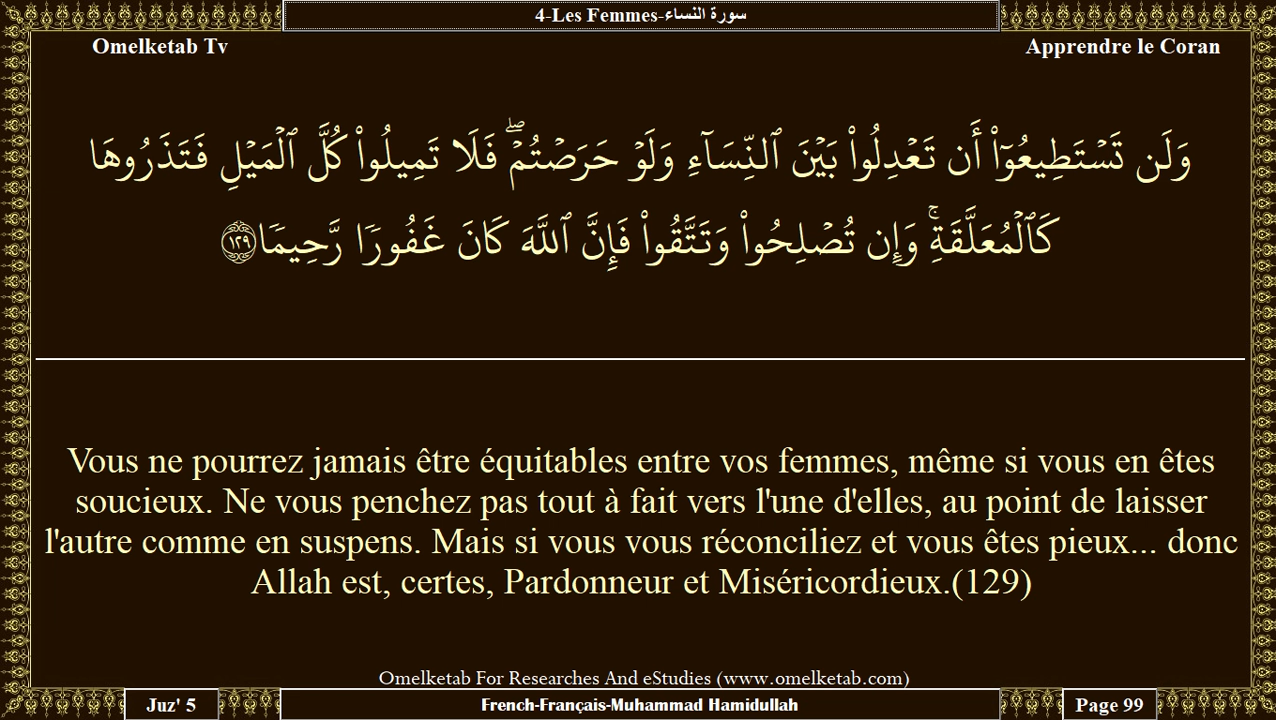 4-Les Femmes-سورة النساء
Omelketab Tv
Apprendre le Coran
وَلَن تَسْتَطِيعُوٓا۟ أَن تَعْدِلُوا۟ بَيْنَ ٱلنِّسَآءِ وَلَوْ حَرَصْتُمْ ۖ فَلَا تَمِيلُوا۟ كُلَّ ٱلْمَيْلِ فَتَذَرُوهَا
كَٱلْمُعَلَّقَةِ ۚ وَإِن تُصْلِحُوا۟ وَتَتَّقُوا۟ فَإِنَّ ٱللَّهَ كَانَ غَفُورًا رَّحِيمًا ١٢٩
Vous ne pourrez jamais être équitables entre vos femmes, même si vous en êtes
soucieux. Ne vous penchez pas tout à fait vers l'une d'elles, au point de laisser
l'autre comme en suspens. Mais si vous vous réconciliez et vous êtes pieux... donc
Allah est, certes, Pardonneur et Miséricordieux.(129)
Omelketab For Researches And eStudies (www.omelketab.com)
Juz' 5
French-Français-Muhammad Hamidullah
Page 99